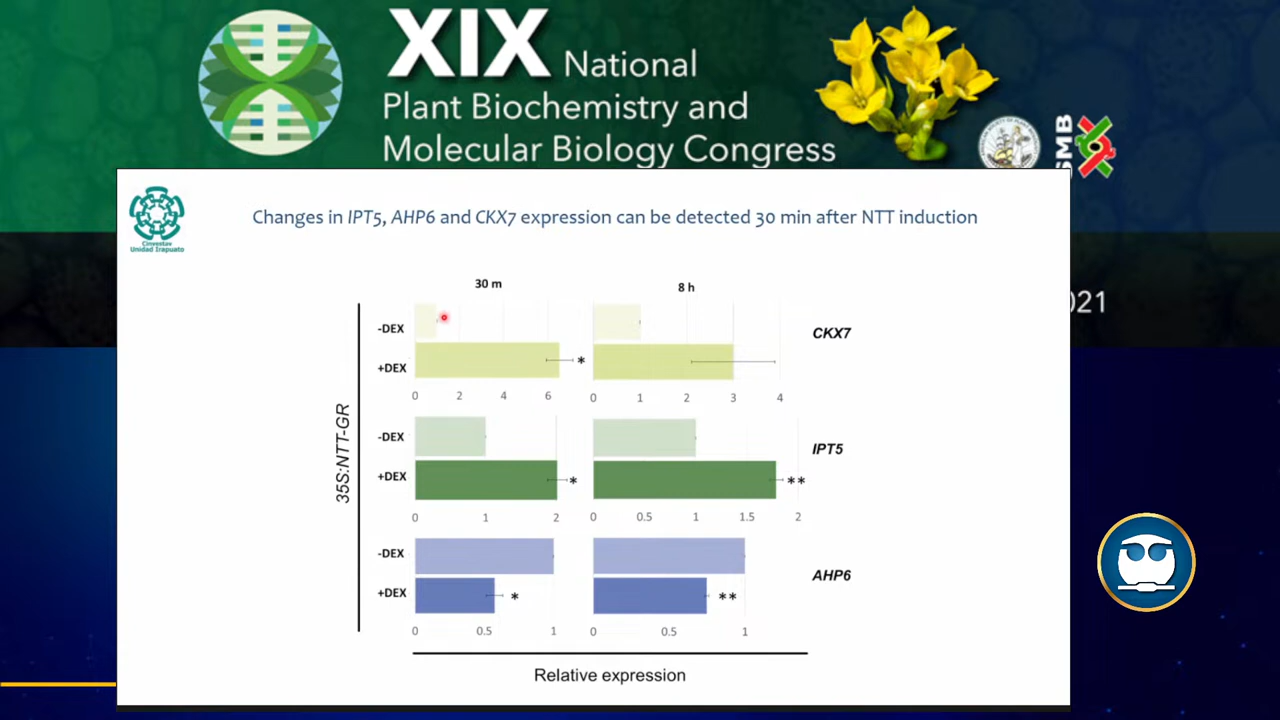 XIX National
Plant Biochemistry and
Molecular Biology Congress
SMB
021
Cinvestav
Unidad Irapuato
Changes in IPT5, AHP6 and CKX7 expression can be detected 30 min after NTT induction
30 m
8 h
35S:NTT-GR
-DEX
+DEX
*
CKX7
0 2 4 6
0 1 2 3 4
-DEX
+DEX
*
**
IPT5
0 1 2
0 0.5 1 1.5 2
-DEX
+DEX
*
**
AHP6
0 0.5 1
0 0.5 1
Relative expression